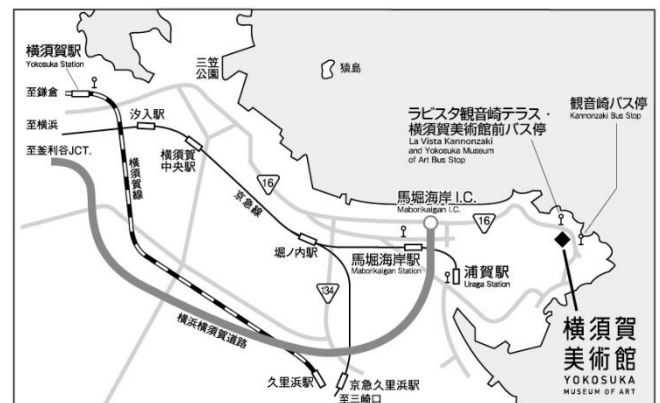 横須賀駅
Yokosuka Station
三笠
公園
猿島
至鎌倉
汐入駅
至横浜
横須賀
中央駅
至釜利谷JCT.
横須賀線
京急線
16
ラビスタ観音崎テラス・
横須賀美術館前バス停
La Vista Kannonzaki
and Yokosuka Museum
of Art Bus Stop
観音崎バス停
Kannonzaki Bus Stop
馬堀海岸I.C.
Maborikaigan I.C.
16
堀ノ内駅
馬堀海岸駅
Maborikaigan Station
浦賀駅
Uraga Station
134
横浜横須賀道路
久里浜駅
京急久里浜駅
至三崎口
横須賀
美術館
YOKOSUKA
MUSEUM OF ART